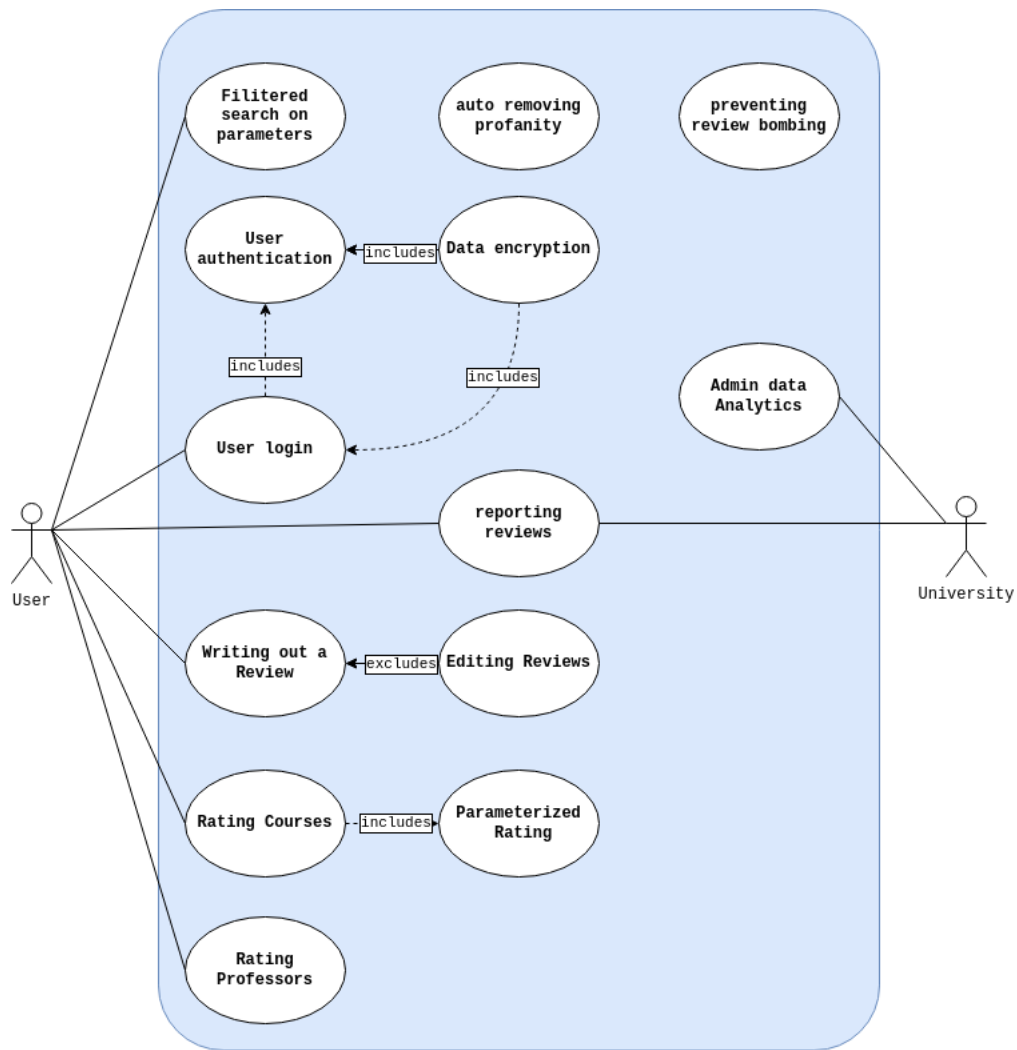 Filitered
search on
parameters
auto removing
profanity
preventing
review bombing
User
authentication
includes
Data encryption
includes
includes
Admin data
Analytics
User login
reporting
reviews
User
University
Writing out a
Review
excludes
Editing Reviews
Rating Courses
includes
Parameterized
Rating
Rating
Professors